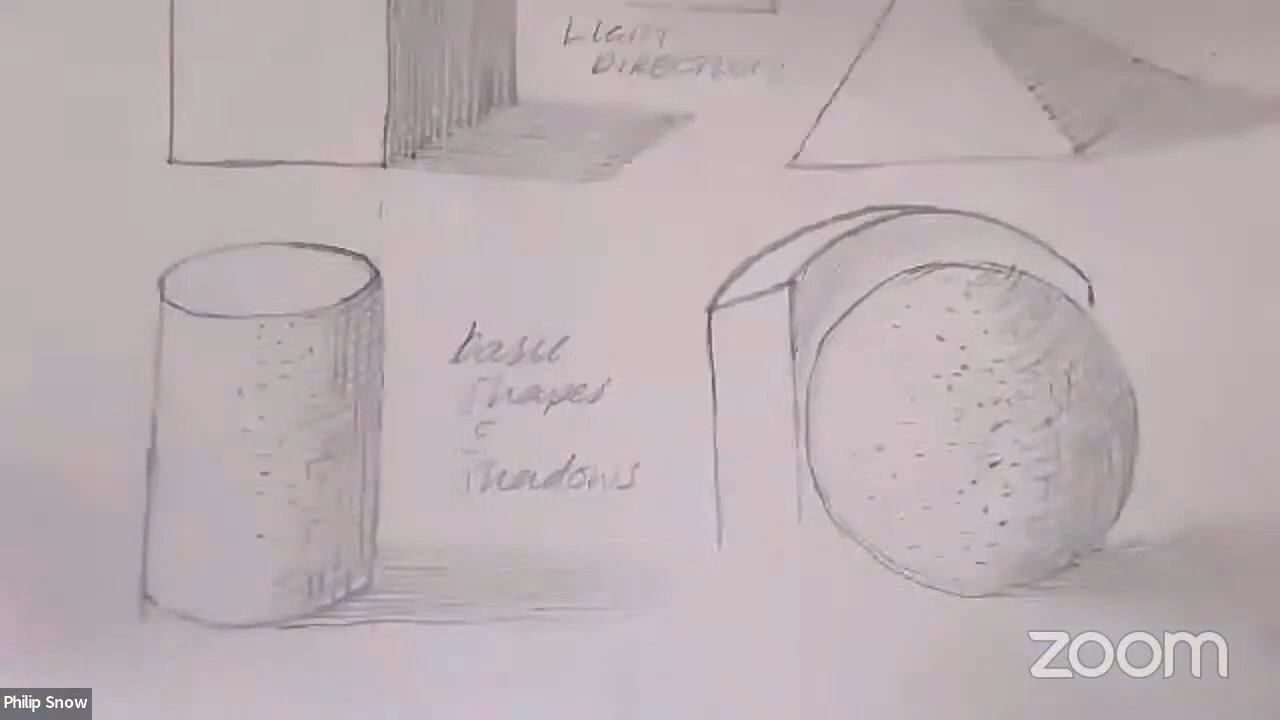 LIGHT
DIRECTION
basic
shapes
&
shadows
zoom
Philip Snow